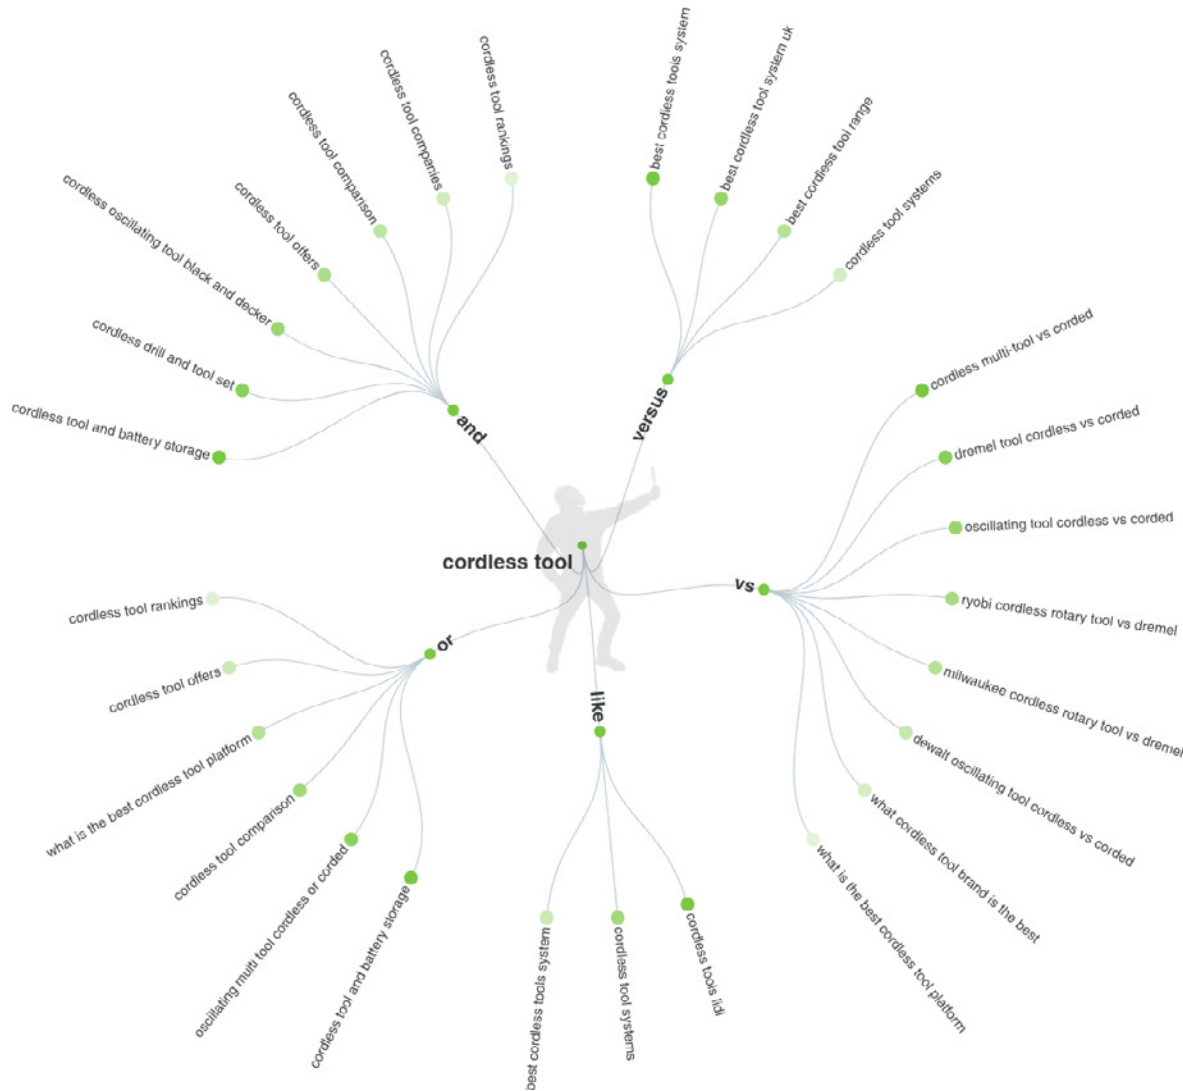 cordless tool
and
cordless tool and battery storage
cordless drill and tool set
cordless oscillating tool black and decker
cordless tool offers
cordless tool comparison
cordless tool companies
cordless tool rankings
versus
best cordless tools system
best cordless tool system uk
best cordless tool range
cordless tool systems
vs
cordless multi-tool vs corded
dremel tool cordless vs corded
oscillating tool cordless vs corded
ryobi cordless rotary tool vs dremel
milwaukee cordless rotary tool vs dremel
dewalt oscillating tool cordless vs corded
what cordless tool brand is the best
what is the best cordless tool platform
like
cordless tools lidl
cordless tool systems
best cordless tools system
or
cordless tool and battery storage
oscillating multi tool cordless or corded
cordless tool comparison
what is the best cordless tool platform
cordless tool offers
cordless tool rankings